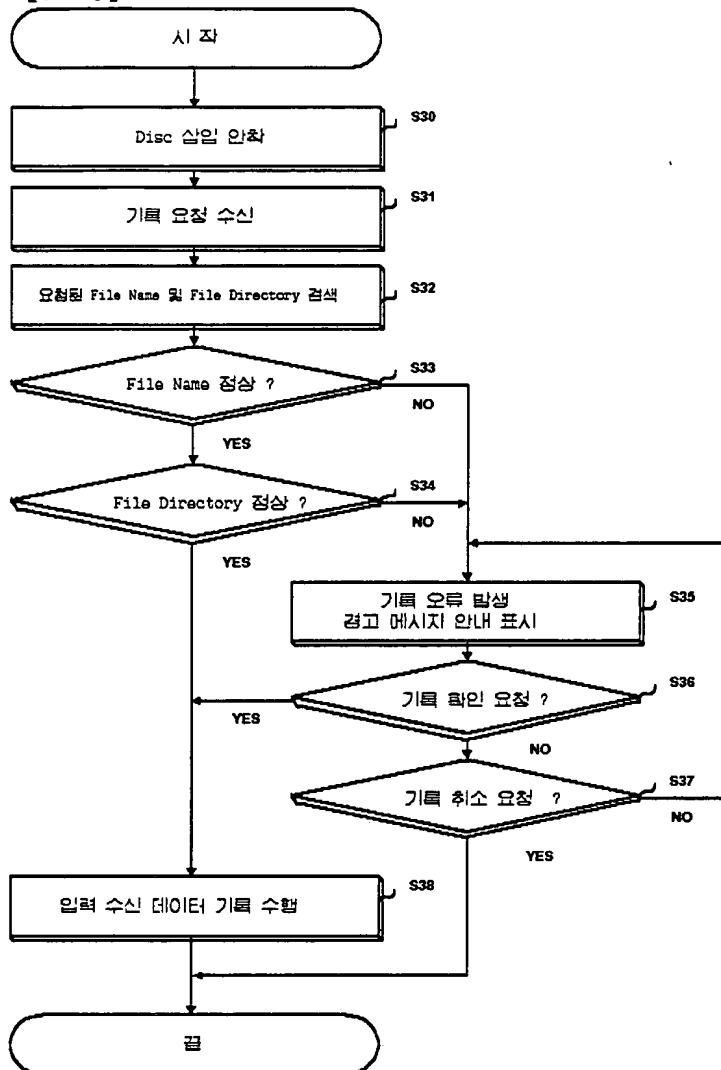 시 작
S30
Disc 삽입 안착
S31
기록 요청 수신
S32
요청된 File Name 및 File Directory 검색
S33
File Name 정상 ?
NO
YES
S34
File Directory 정상 ?
NO
YES
S35
기록 오류 발생
경고 메시지 안내 표시
S36
기록 확인 요청 ?
YES
NO
S37
기록 취소 요청 ?
NO
YES
S38
입력 수신 데이터 기록 수행
끝